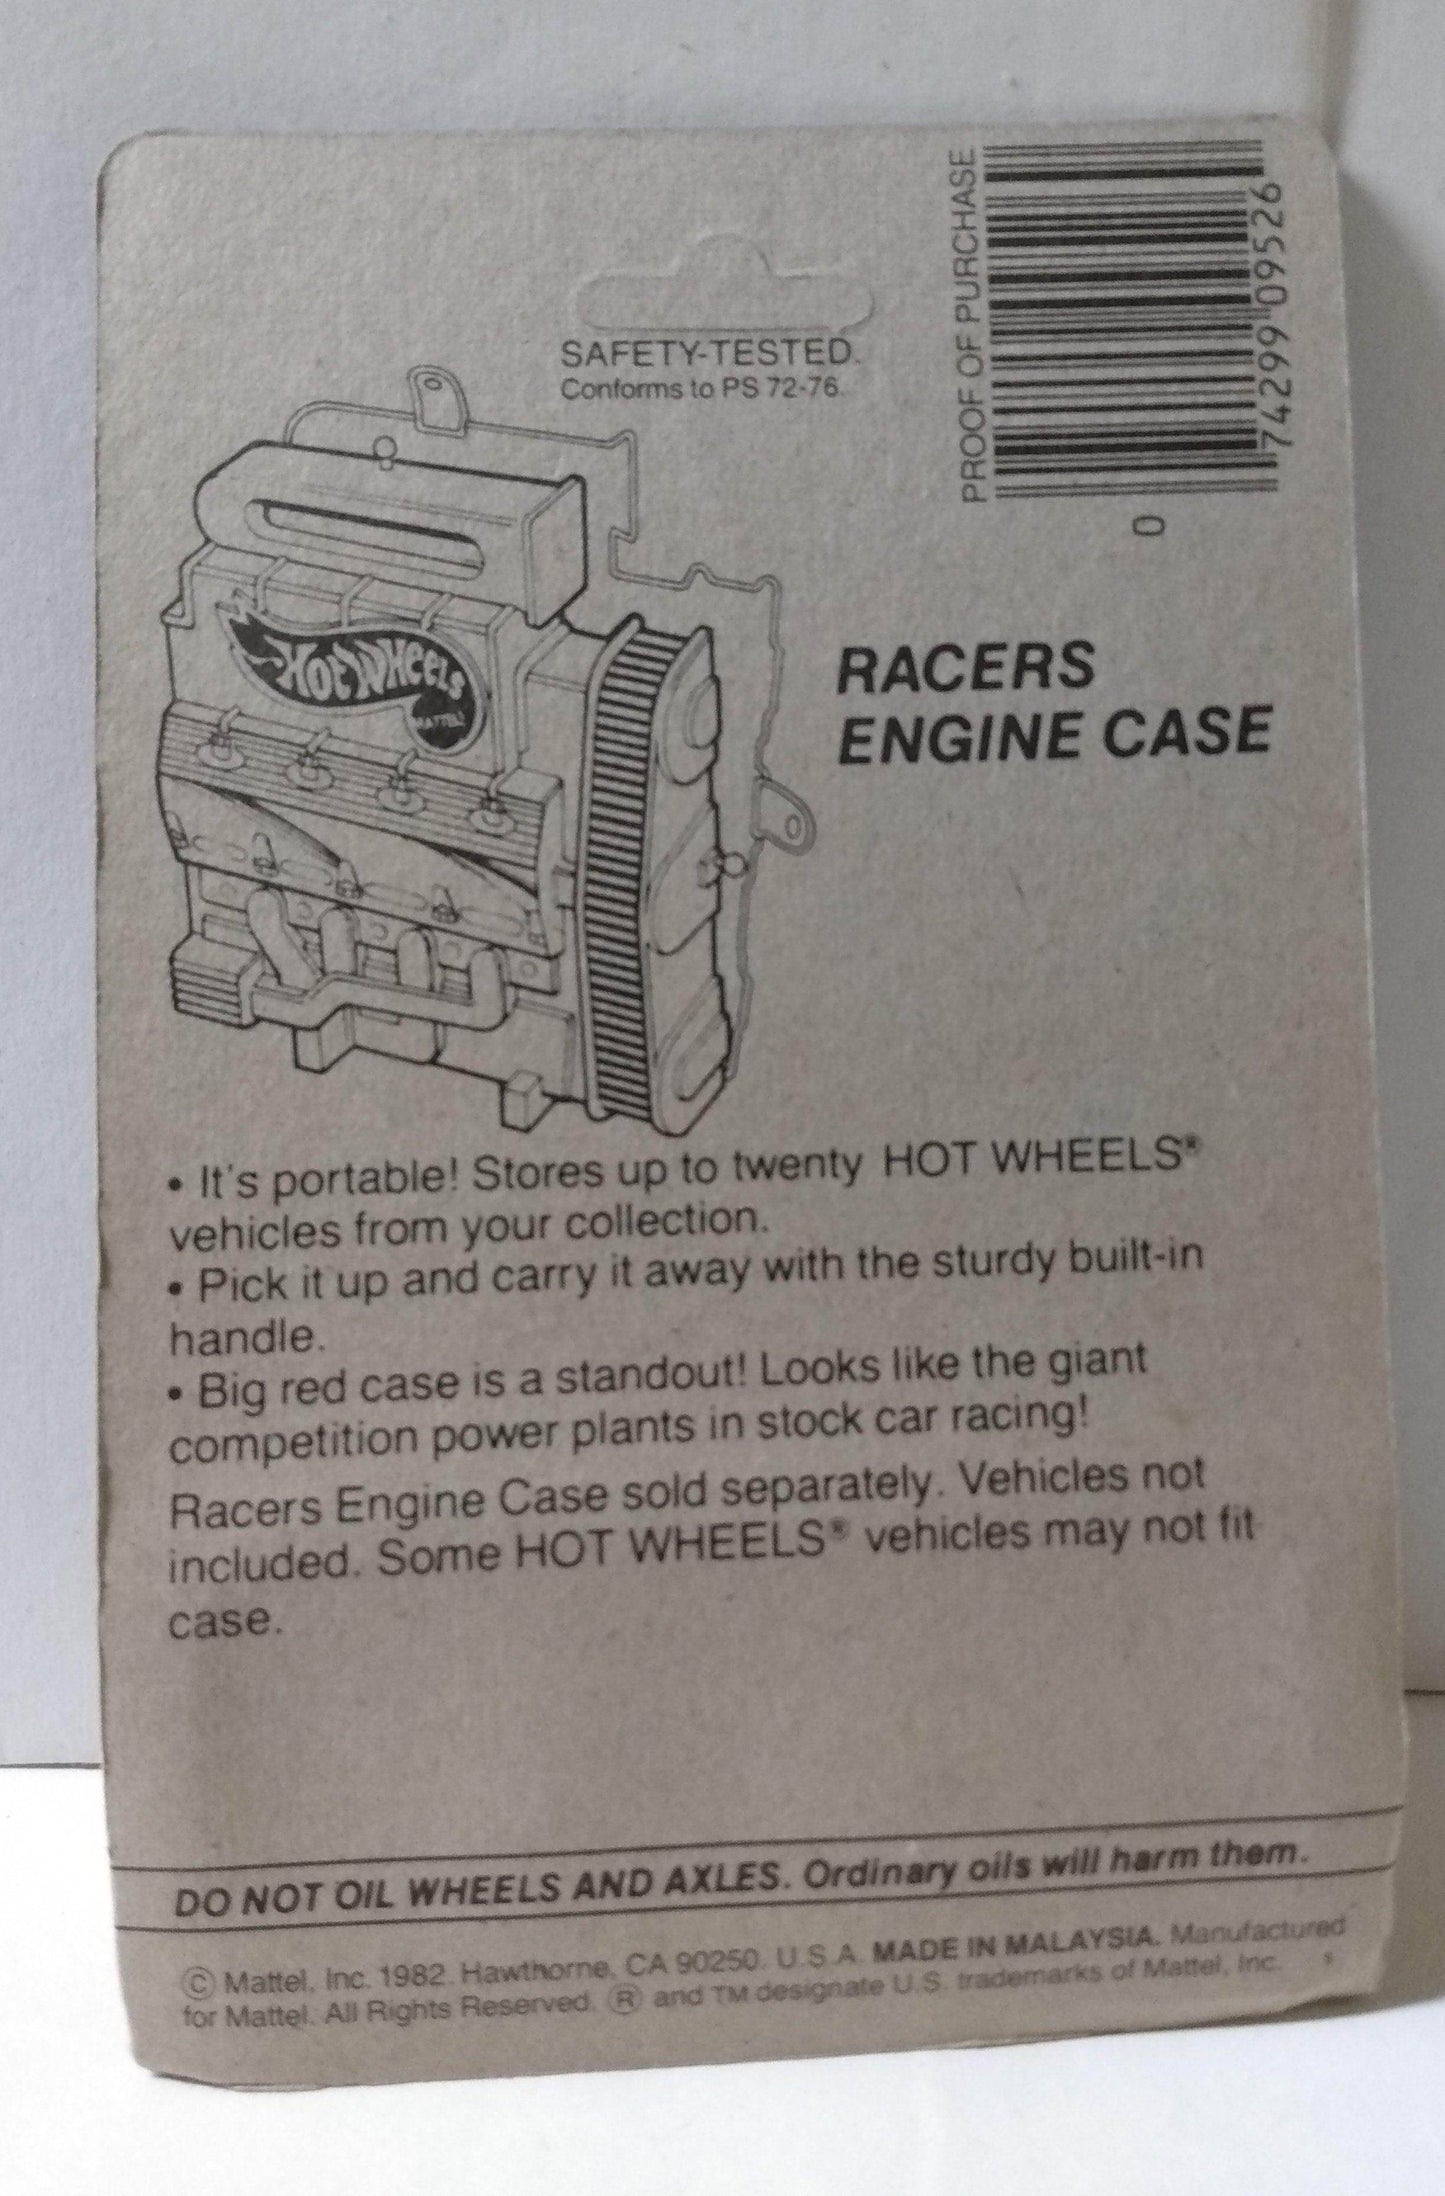 PROOF OF PURCHASE
0 74299 09526
SAFETY-TESTED.
Conforms to PS 72-76.
HOT WHEELS
MATTEL
RACERS
ENGINE CASE
• It's portable! Stores up to twenty HOT WHEELS®
vehicles from your collection.
• Pick it up and carry it away with the sturdy built-in
handle.
• Big red case is a standout! Looks like the giant
competition power plants in stock car racing!
Racers Engine Case sold separately. Vehicles not
included. Some HOT WHEELS® vehicles may not fit
case.
DO NOT OIL WHEELS AND AXLES. Ordinary oils will harm them.
© Mattel, Inc. 1982. Hawthorne, CA 90250. U.S.A. MADE IN MALAYSIA. Manufactured
for Mattel. All Rights Reserved. ® and TM designate U.S. trademarks of Mattel, Inc.